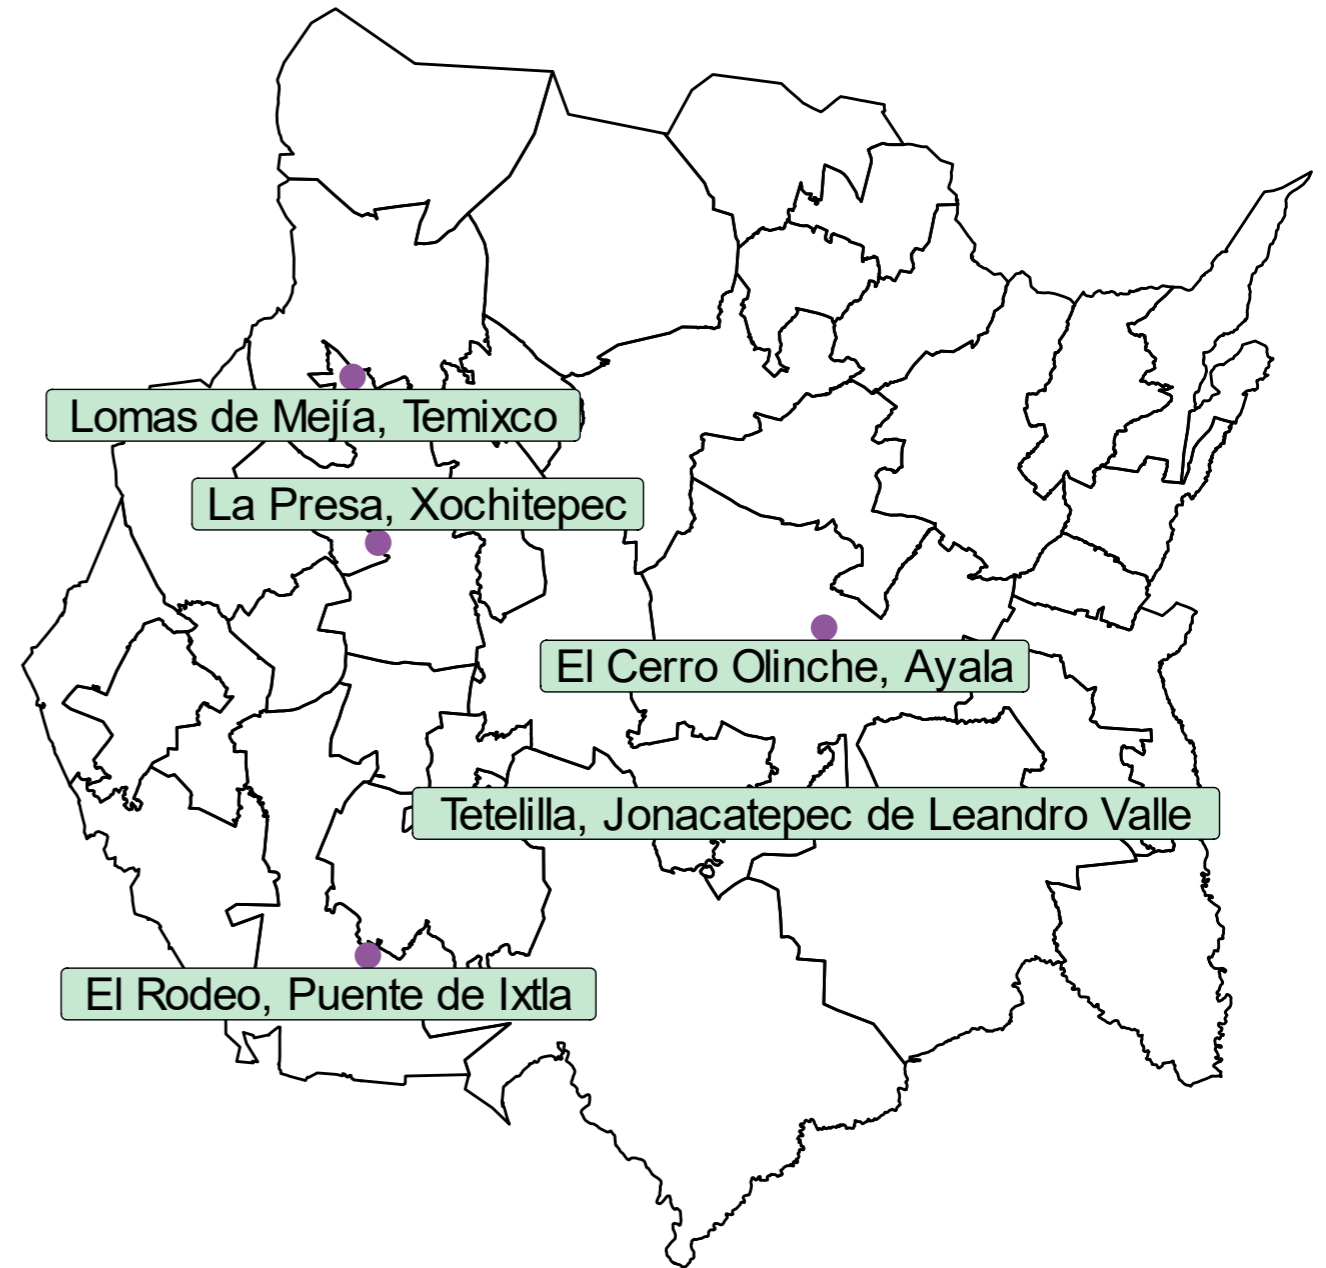 Lomas de Mejía, Temixco
La Presa, Xochitepec
El Cerro Olinche, Ayala
Tetelilla, Jonacatepec de Leandro Valle
El Rodeo, Puente de Ixtla